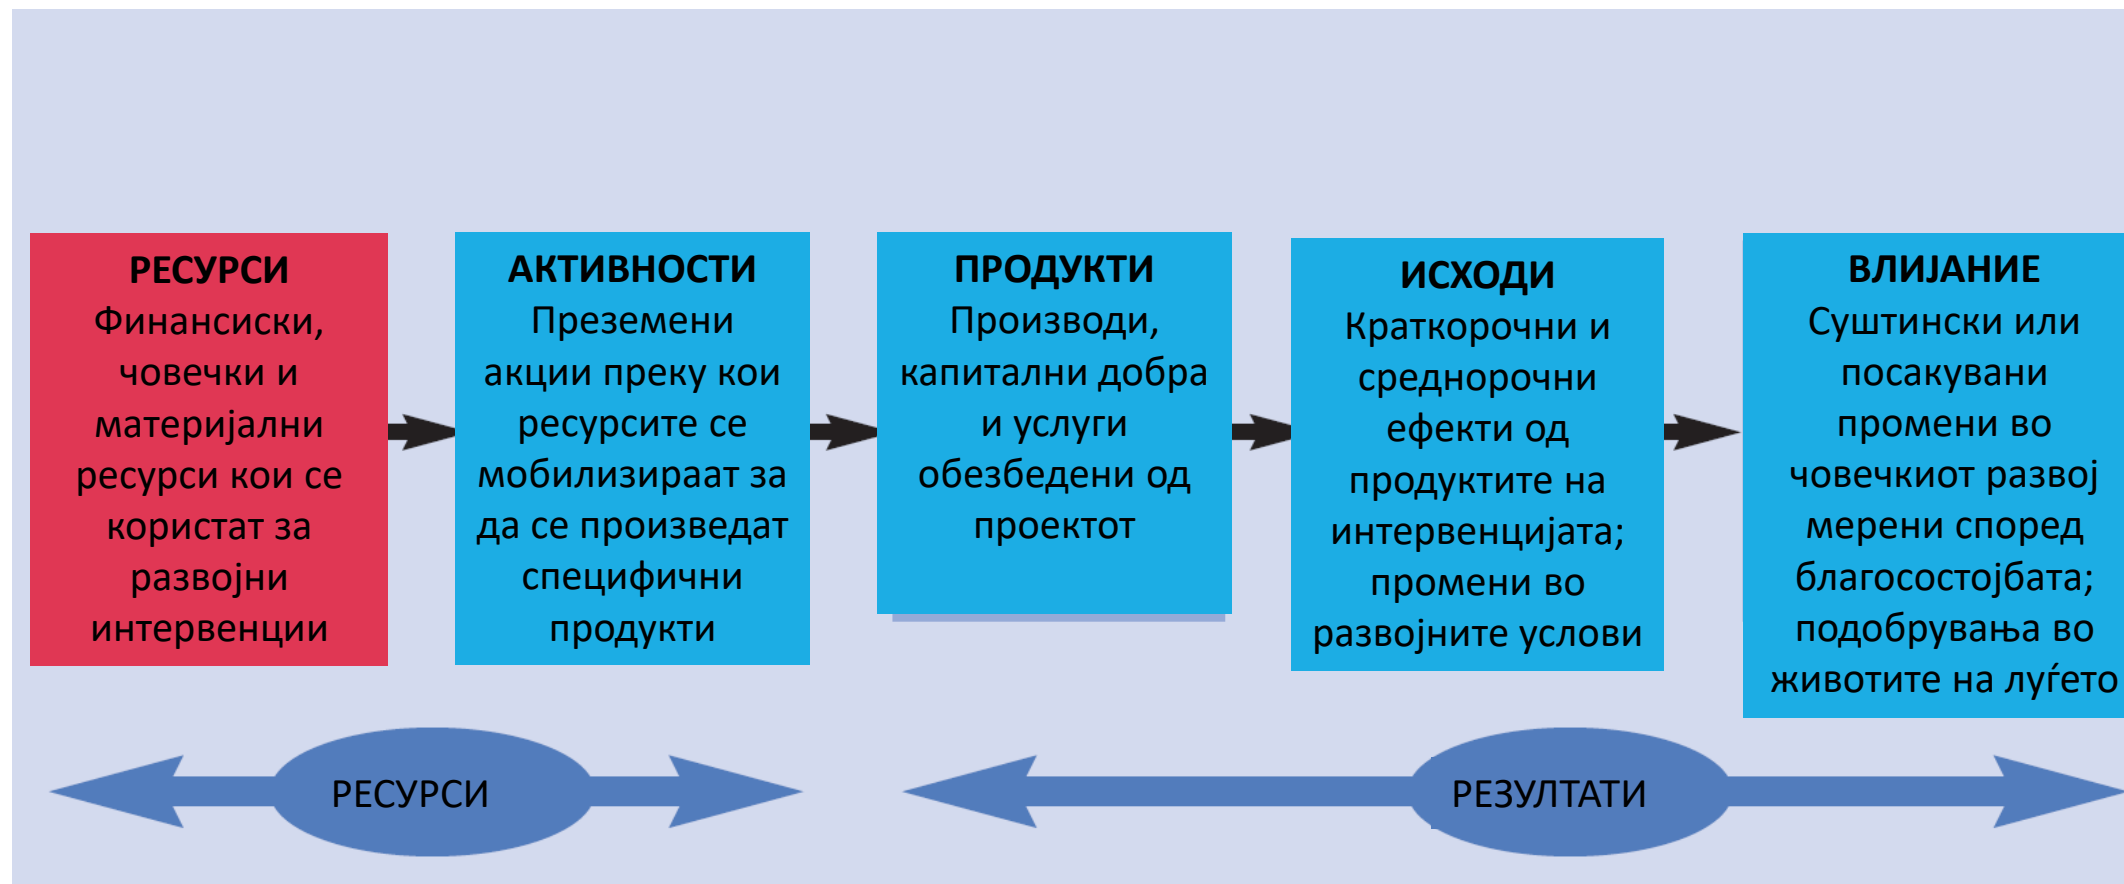 РЕСУРСИ
Финансиски,
човечки и
материјални
ресурси кои се
користат за
развојни
интервенции
АКТИВНОСТИ
Преземени
акции преку кои
ресурсите се
мобилизираат за
да се произведат
специфични
продукти
ПРОДУКТИ
Производи,
капитални добра
и услуги
обезбедени од
проектот
ИСХОДИ
Краткорочни и
среднорочни
ефекти од
продуктите на
интервенцијата;
промени во
развојните услови
ВЛИЈАНИЕ
Суштински или
посакувани
промени во
човечкиот развој
мерени според
благосостојбата;
подобрувања во
животите на луѓето
РЕСУРСИ
РЕЗУЛТАТИ